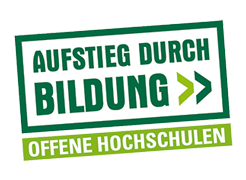 AUFSTIEG DURCH
BILDUNG >>
OFFENE HOCHSCHULEN